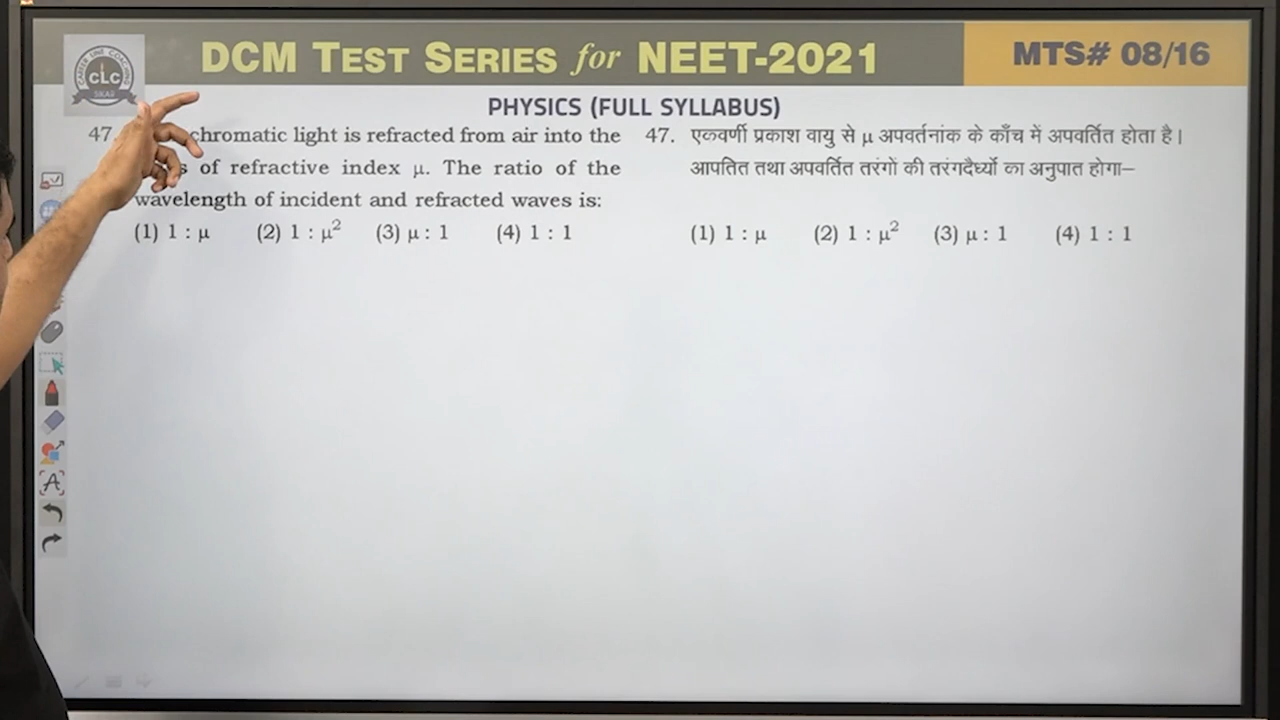 DCM TEST SERIES for NEET-2021
MTS# 08/16
CLC
PHYSICS (FULL SYLLABUS)
47. chromatic light is refracted from air into the
of refractive index μ. The ratio of the
wavelength of incident and refracted waves is:
(1) 1 : μ (2) 1 : μ² (3) μ : 1 (4) 1 : 1
47. एकवर्णी प्रकाश वायु से μ अपवर्तनांक के काँच में अपवर्तित होता है।
आपतित तथा अपवर्तित तरंगों की तरंगदैर्ध्यों का अनुपात होगा–
(1) 1 : μ (2) 1 : μ² (3) μ : 1 (4) 1 : 1